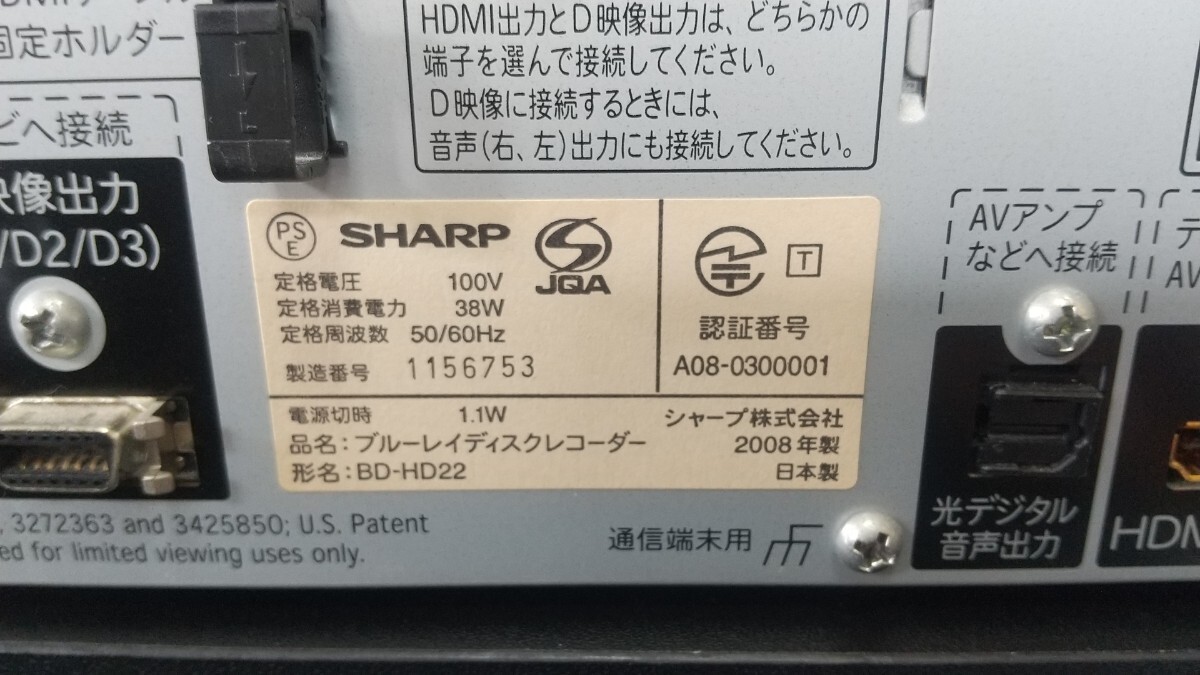 固定ホルダー
どへ接続
映像出力
/D2/D3)
HDMI出力とD映像出力は、どちらかの
端子を選んで接続してください。
D映像に接続するときには、
音声(右、左)出力にも接続してください。
PS
E
SHARP
JQA
定格電圧 100V
定格消費電力 38W
定格周波数 50/60Hz
製造番号 1156753
T
認証番号
A08-0300001
電源切時 1.1W
品名:ブルーレイディスクレコーダー
形名:BD-HD22
シャープ株式会社
2008年製
日本製
, 3272363 and 3425850; U.S. Patent
ed for limited viewing uses only.
通信端末用
AVアンプ
などへ接続
デ
AV
光デジタル
音声出力
HDM